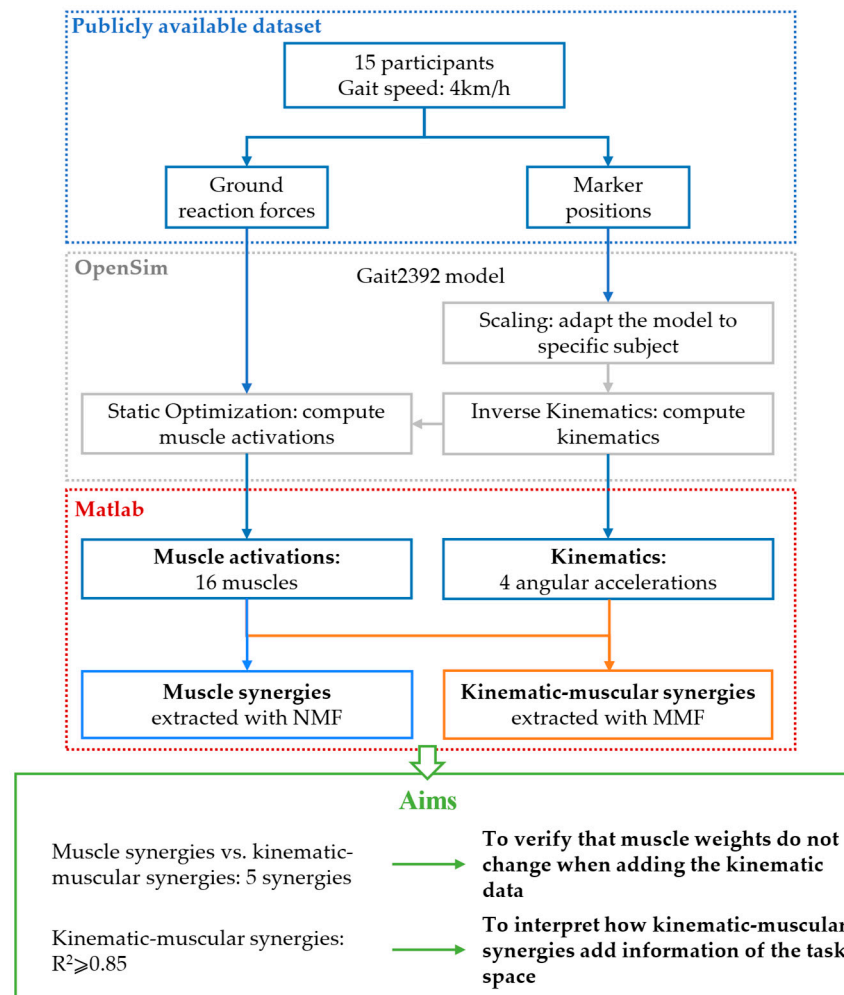 Publicly available dataset
15 participants
Gait speed: 4km/h
Ground
reaction forces
Marker
positions
OpenSim
Gait2392 model
Scaling: adapt the model to
specific subject
Static Optimization: compute
muscle activations
Inverse Kinematics: compute
kinematics
Matlab
Muscle activations:
16 muscles
Kinematics:
4 angular accelerations
Muscle synergies
extracted with NMF
Kinematic-muscular synergies
extracted with MMF
Aims
Muscle synergies vs. kinematic-
muscular synergies: 5 synergies
To verify that muscle weights do not
change when adding the kinematic
data
Kinematic-muscular synergies:
R²⩾0.85
To interpret how kinematic-muscular
synergies add information of the task
space